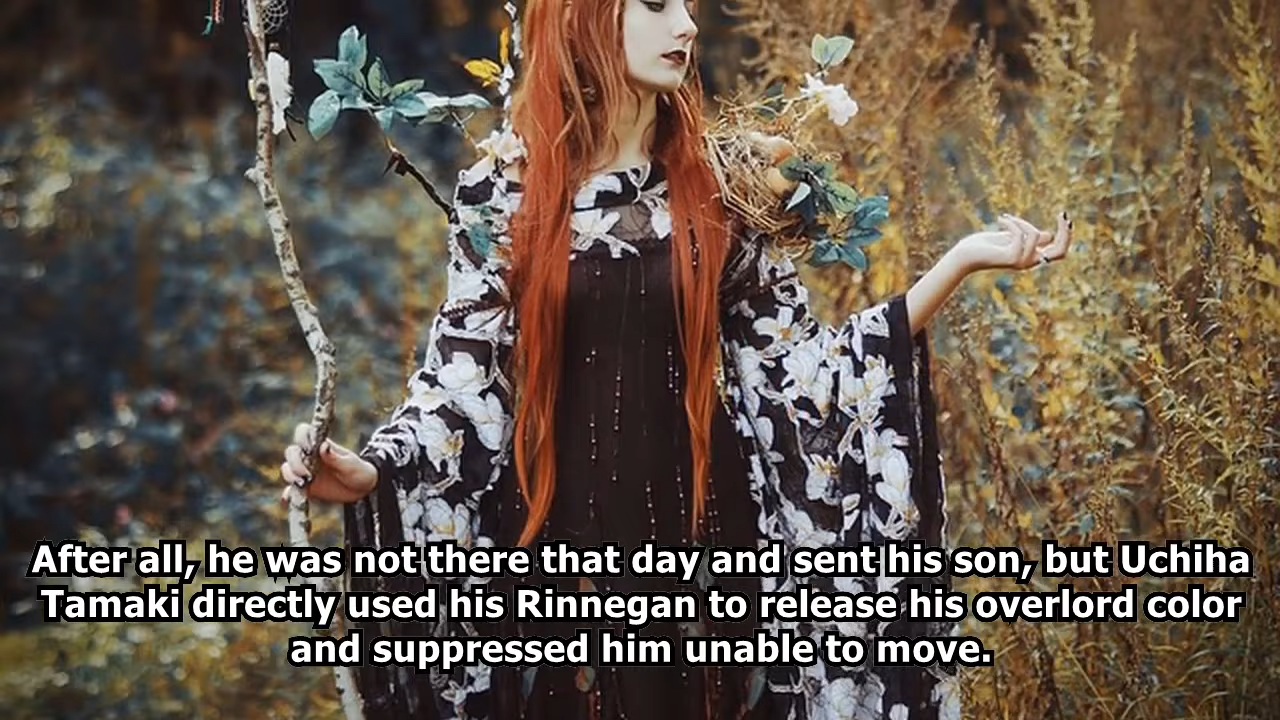 After all, he was not there that day and sent his son, but Uchiha
Tamaki directly used his Rinnegan to release his overlord color
and suppressed him unable to move.